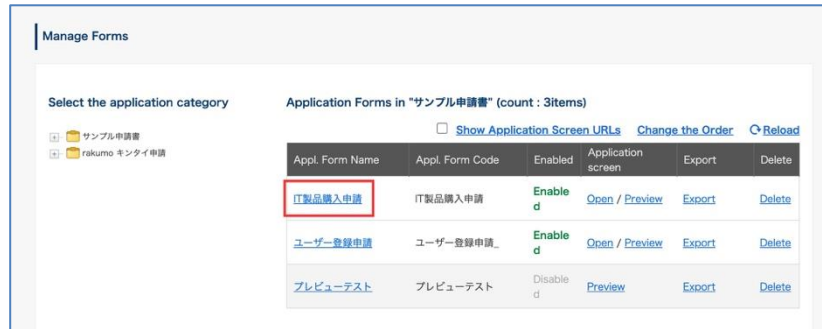 Manage Forms
Select the application category
サンプル申請書
rakumo キンタイ申請
Application Forms in "サンプル申請書" (count : 3items)
Show Application Screen URLs Change the Order Reload
Appl. Form Name Appl. Form Code Enabled Application screen Export Delete
IT製品購入申請 IT製品購入申請 Enabled Open / Preview Export Delete
ユーザー登録申請 ユーザー登録申請_ Enabled Open / Preview Export Delete
プレビューテスト プレビューテスト Disabled Preview Export Delete